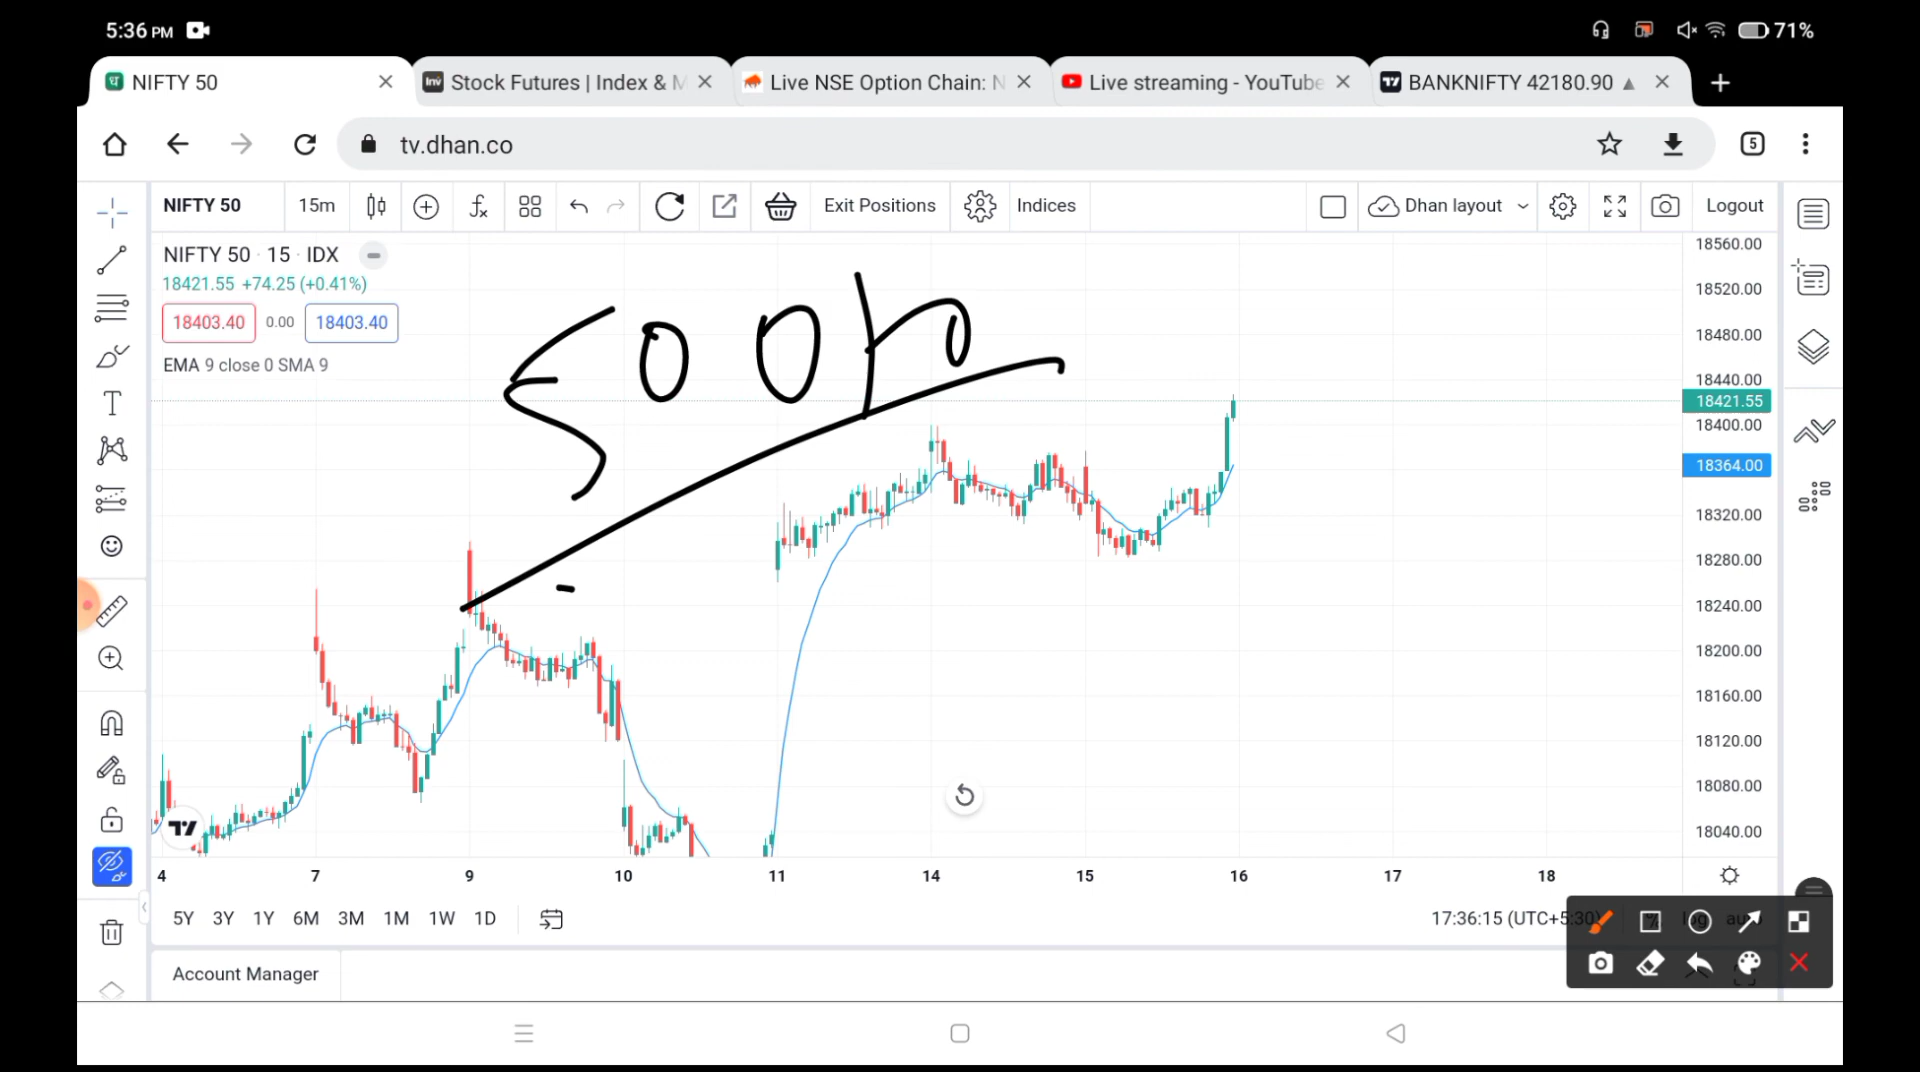 5:36 PM 71%
NIFTY 50 Stock Futures | Index & M Live NSE Option Chain: N Live streaming - YouTube BANKNIFTY 42180.90 ▲
tv.dhan.co 5
NIFTY 50 15m Exit Positions Indices Dhan layout Logout
NIFTY 50 · 15 · IDX
18421.55 +74.25 (+0.41%)
18403.40 0.00 18403.40
EMA 9 close 0 SMA 9
18560.00
18520.00
18480.00
18440.00
18421.55
18400.00
18364.00
18320.00
18280.00
18240.00
18200.00
18160.00
18120.00
18080.00
18040.00
4 7 9 10 11 14 15 16 17 18
5Y 3Y 1Y 6M 3M 1M 1W 1D 17:36:15 (UTC+5:30)
Account Manager